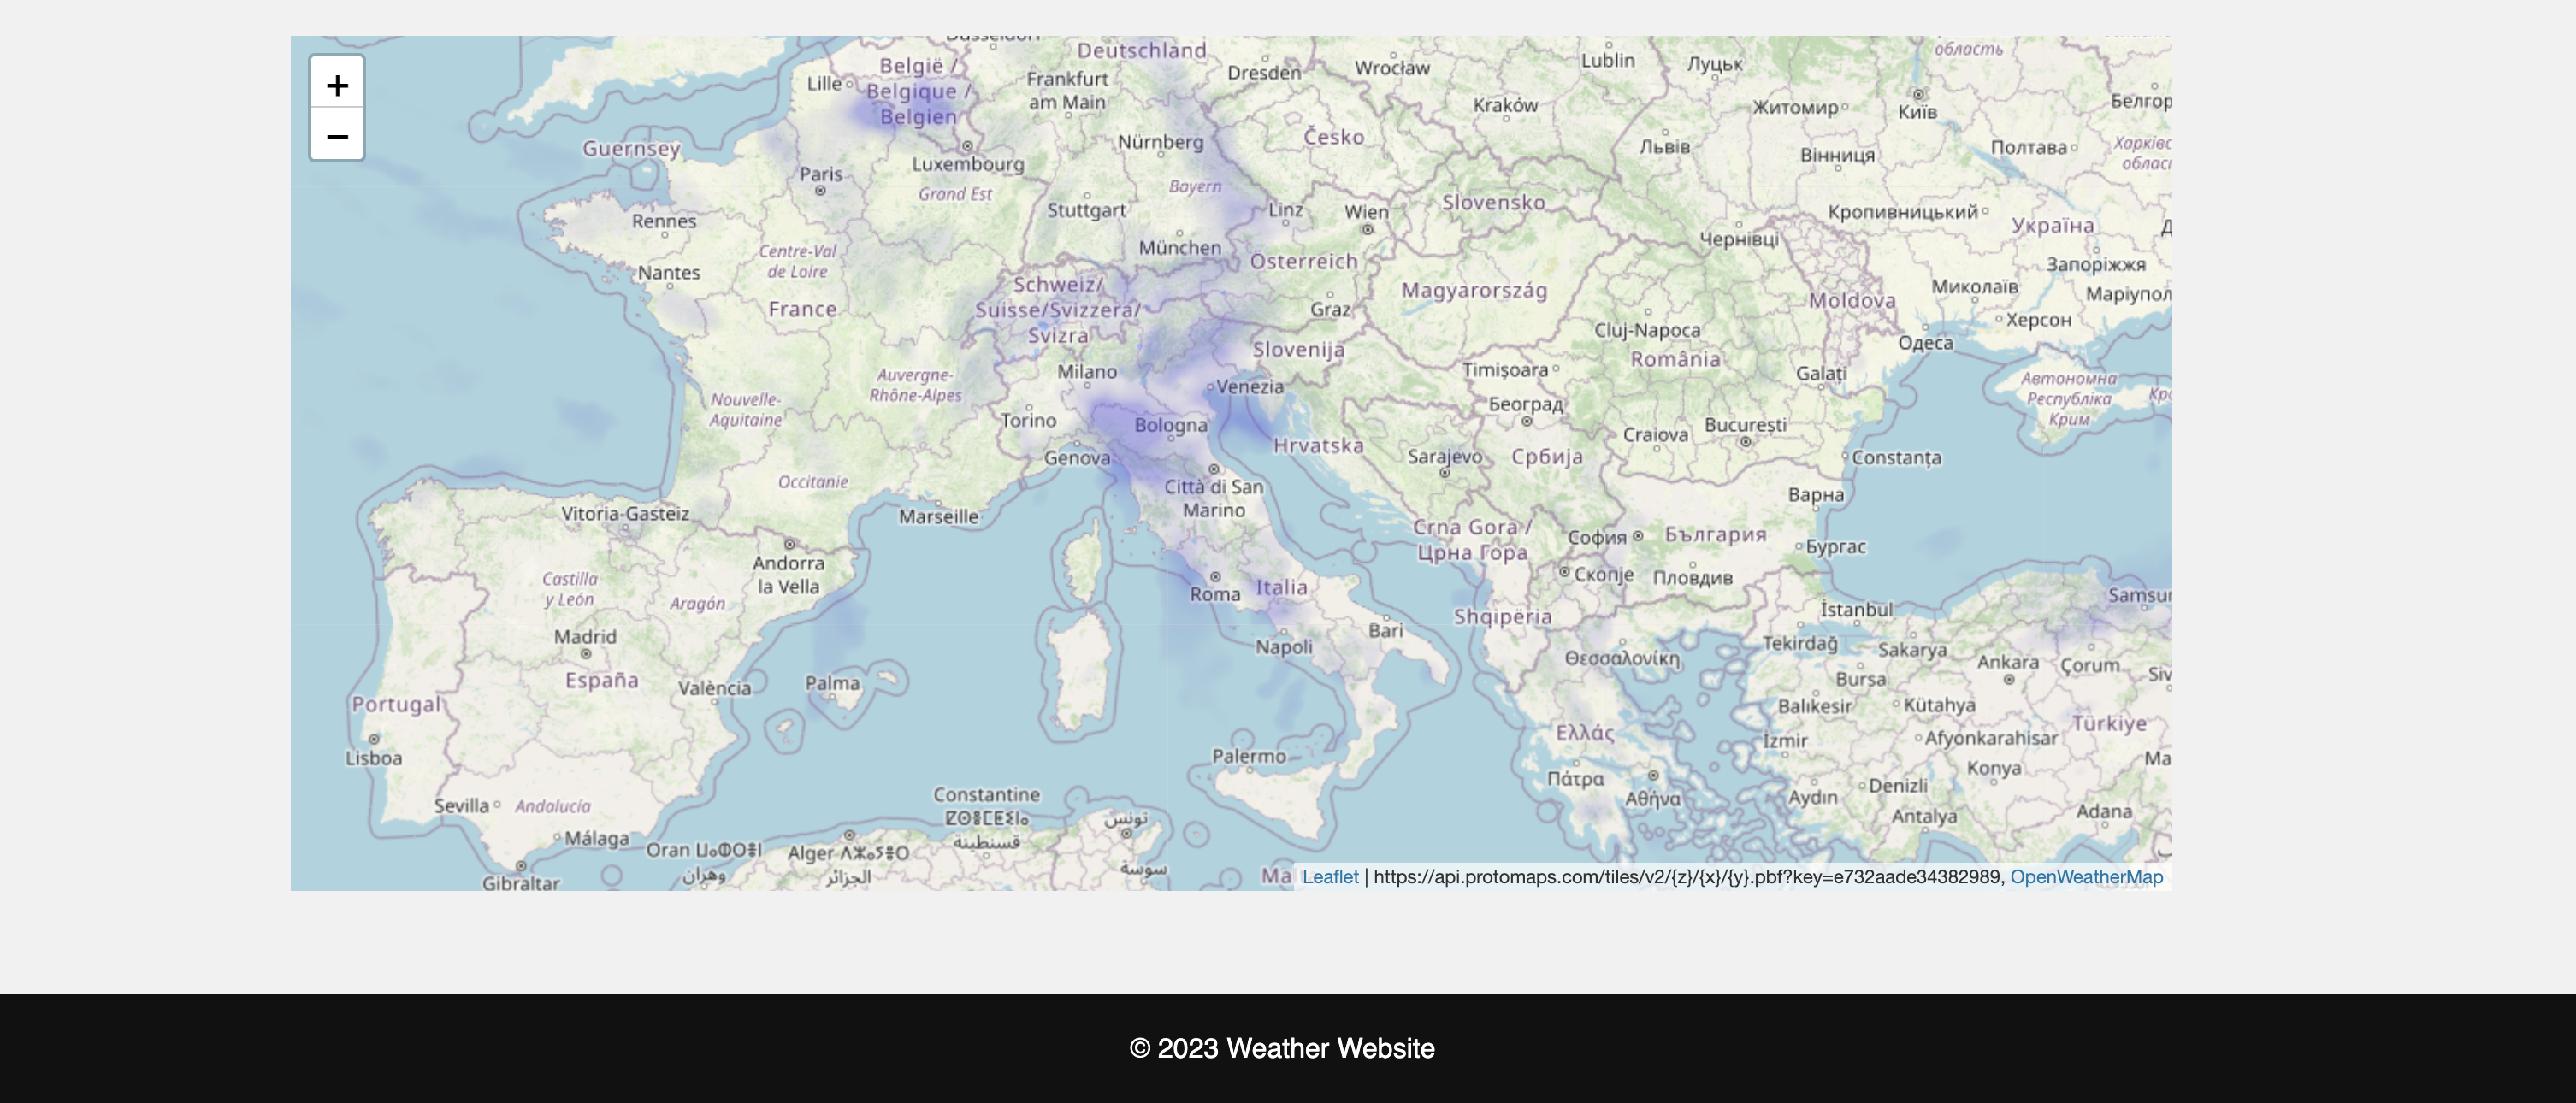 +
−
Deutschland
België /
Belgique /
Belgien
Lille
Frankfurt
am Main
Dresden
Wrocław
Lublin
Луцьк
область
Kraków
Житомир
Київ
Guernsey
Nürnberg
Česko
Львів
Вінниця
Полтава
Luxembourg
Paris
Grand Est
Bayern
Stuttgart
Linz
Wien
Slovensko
Кропивницький
Україна
Rennes
München
Österreich
Чернівці
Centre-Val
de Loire
Nantes
Запоріжжя
Schweiz/
Suisse/Svizzera/
Svizra
Magyarország
Миколаїв
Moldova
France
Graz
Херсон
Cluj-Napoca
România
Одеса
Slovenija
Milano
Timișoara
Galați
Автономна
Республіка
Крим
Auvergne-
Rhône-Alpes
Venezia
Nouvelle-
Aquitaine
Београд
Torino
Bologna
Craiova
București
Hrvatska
Genova
Sarajevo
Србија
Constanța
Occitanie
Città di San
Marino
Варна
Vitoria-Gasteiz
Marseille
Crna Gora /
Црна Гора
София
България
Бургас
Andorra
la Vella
Скопје
Пловдив
Castilla
y León
Aragón
Roma
Italia
Shqipëria
İstanbul
Madrid
Bari
Napoli
Tekirdağ
Sakarya
Θεσσαλονίκη
Ankara
Çorum
España
València
Palma
Bursa
Portugal
Balıkesir
Kütahya
Türkiye
Ελλάς
İzmir
Afyonkarahisar
Lisboa
Palermo
Πάτρα
Konya
Αθήνα
Aydın
Denizli
Sevilla
Andalucía
Constantine
ⵇⵙⵏⵟⵉⵏⴰ
قسنطينة
تونس
Antalya
Adana
Málaga
Oran
وهران
Alger
الجزائر
سوسة
Gibraltar
Leaflet | https://api.protomaps.com/tiles/v2/{z}/{x}/{y}.pbf?key=e732aade34382989, OpenWeatherMap
© 2023 Weather Website